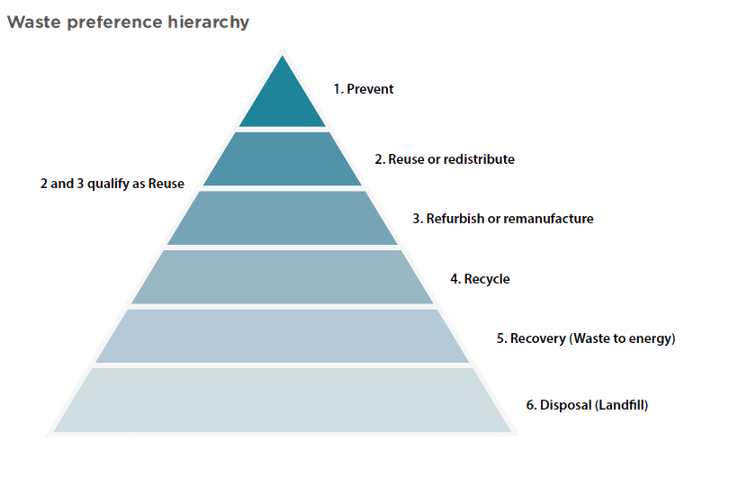 Waste preference hierarchy
1. Prevent
2. Reuse or redistribute
2 and 3 qualify as Reuse
3. Refurbish or remanufacture
4. Recycle
5. Recovery (Waste to energy)
6. Disposal (Landfill)